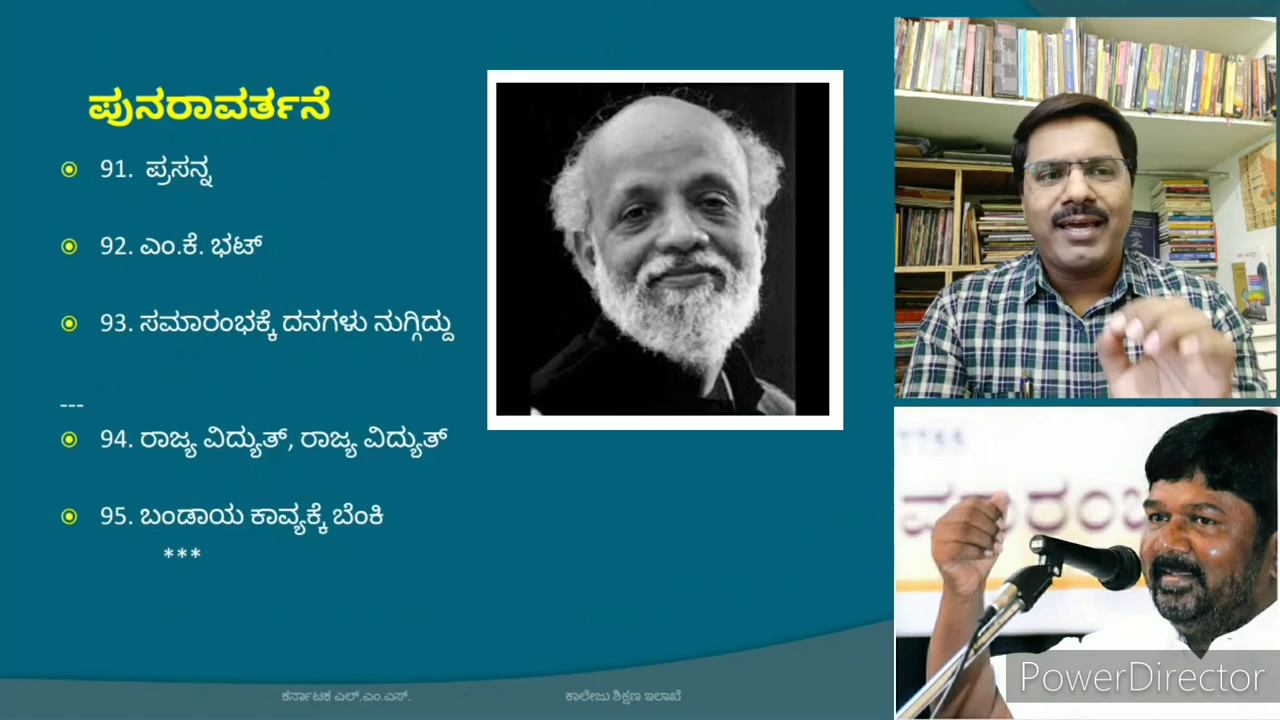 ಪುನರಾವರ್ತನೆ
91. ಪ್ರಸನ್ನ
92. ಎಂ.ಕೆ. ಭಟ್
93. ಸಮಾರಂಭಕ್ಕೆ ದನಗಳು ನುಗ್ಗಿದ್ದು
---
94. ರಾಜ್ಯ ವಿದ್ಯುತ್, ರಾಜ್ಯ ವಿದ್ಯುತ್
95. ಬಂಡಾಯ ಕಾವ್ಯಕ್ಕೆ ಬೆಂಕಿ
***
ಕರ್ನಾಟಕ ಎಲ್.ಎಂ.ಎಸ್.
ಕಾಲೇಜು ಶಿಕ್ಷಣ ಇಲಾಖೆ
PowerDirector